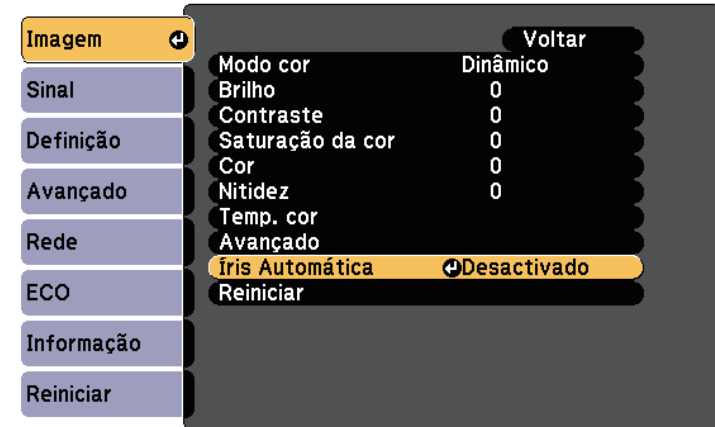 Imagem
Sinal
Definição
Avançado
Rede
ECO
Informação
Reiniciar
Voltar
Modo cor Dinâmico
Brilho 0
Contraste 0
Saturação da cor 0
Cor 0
Nitidez 0
Temp. cor
Avançado
Íris Automática Desactivado
Reiniciar